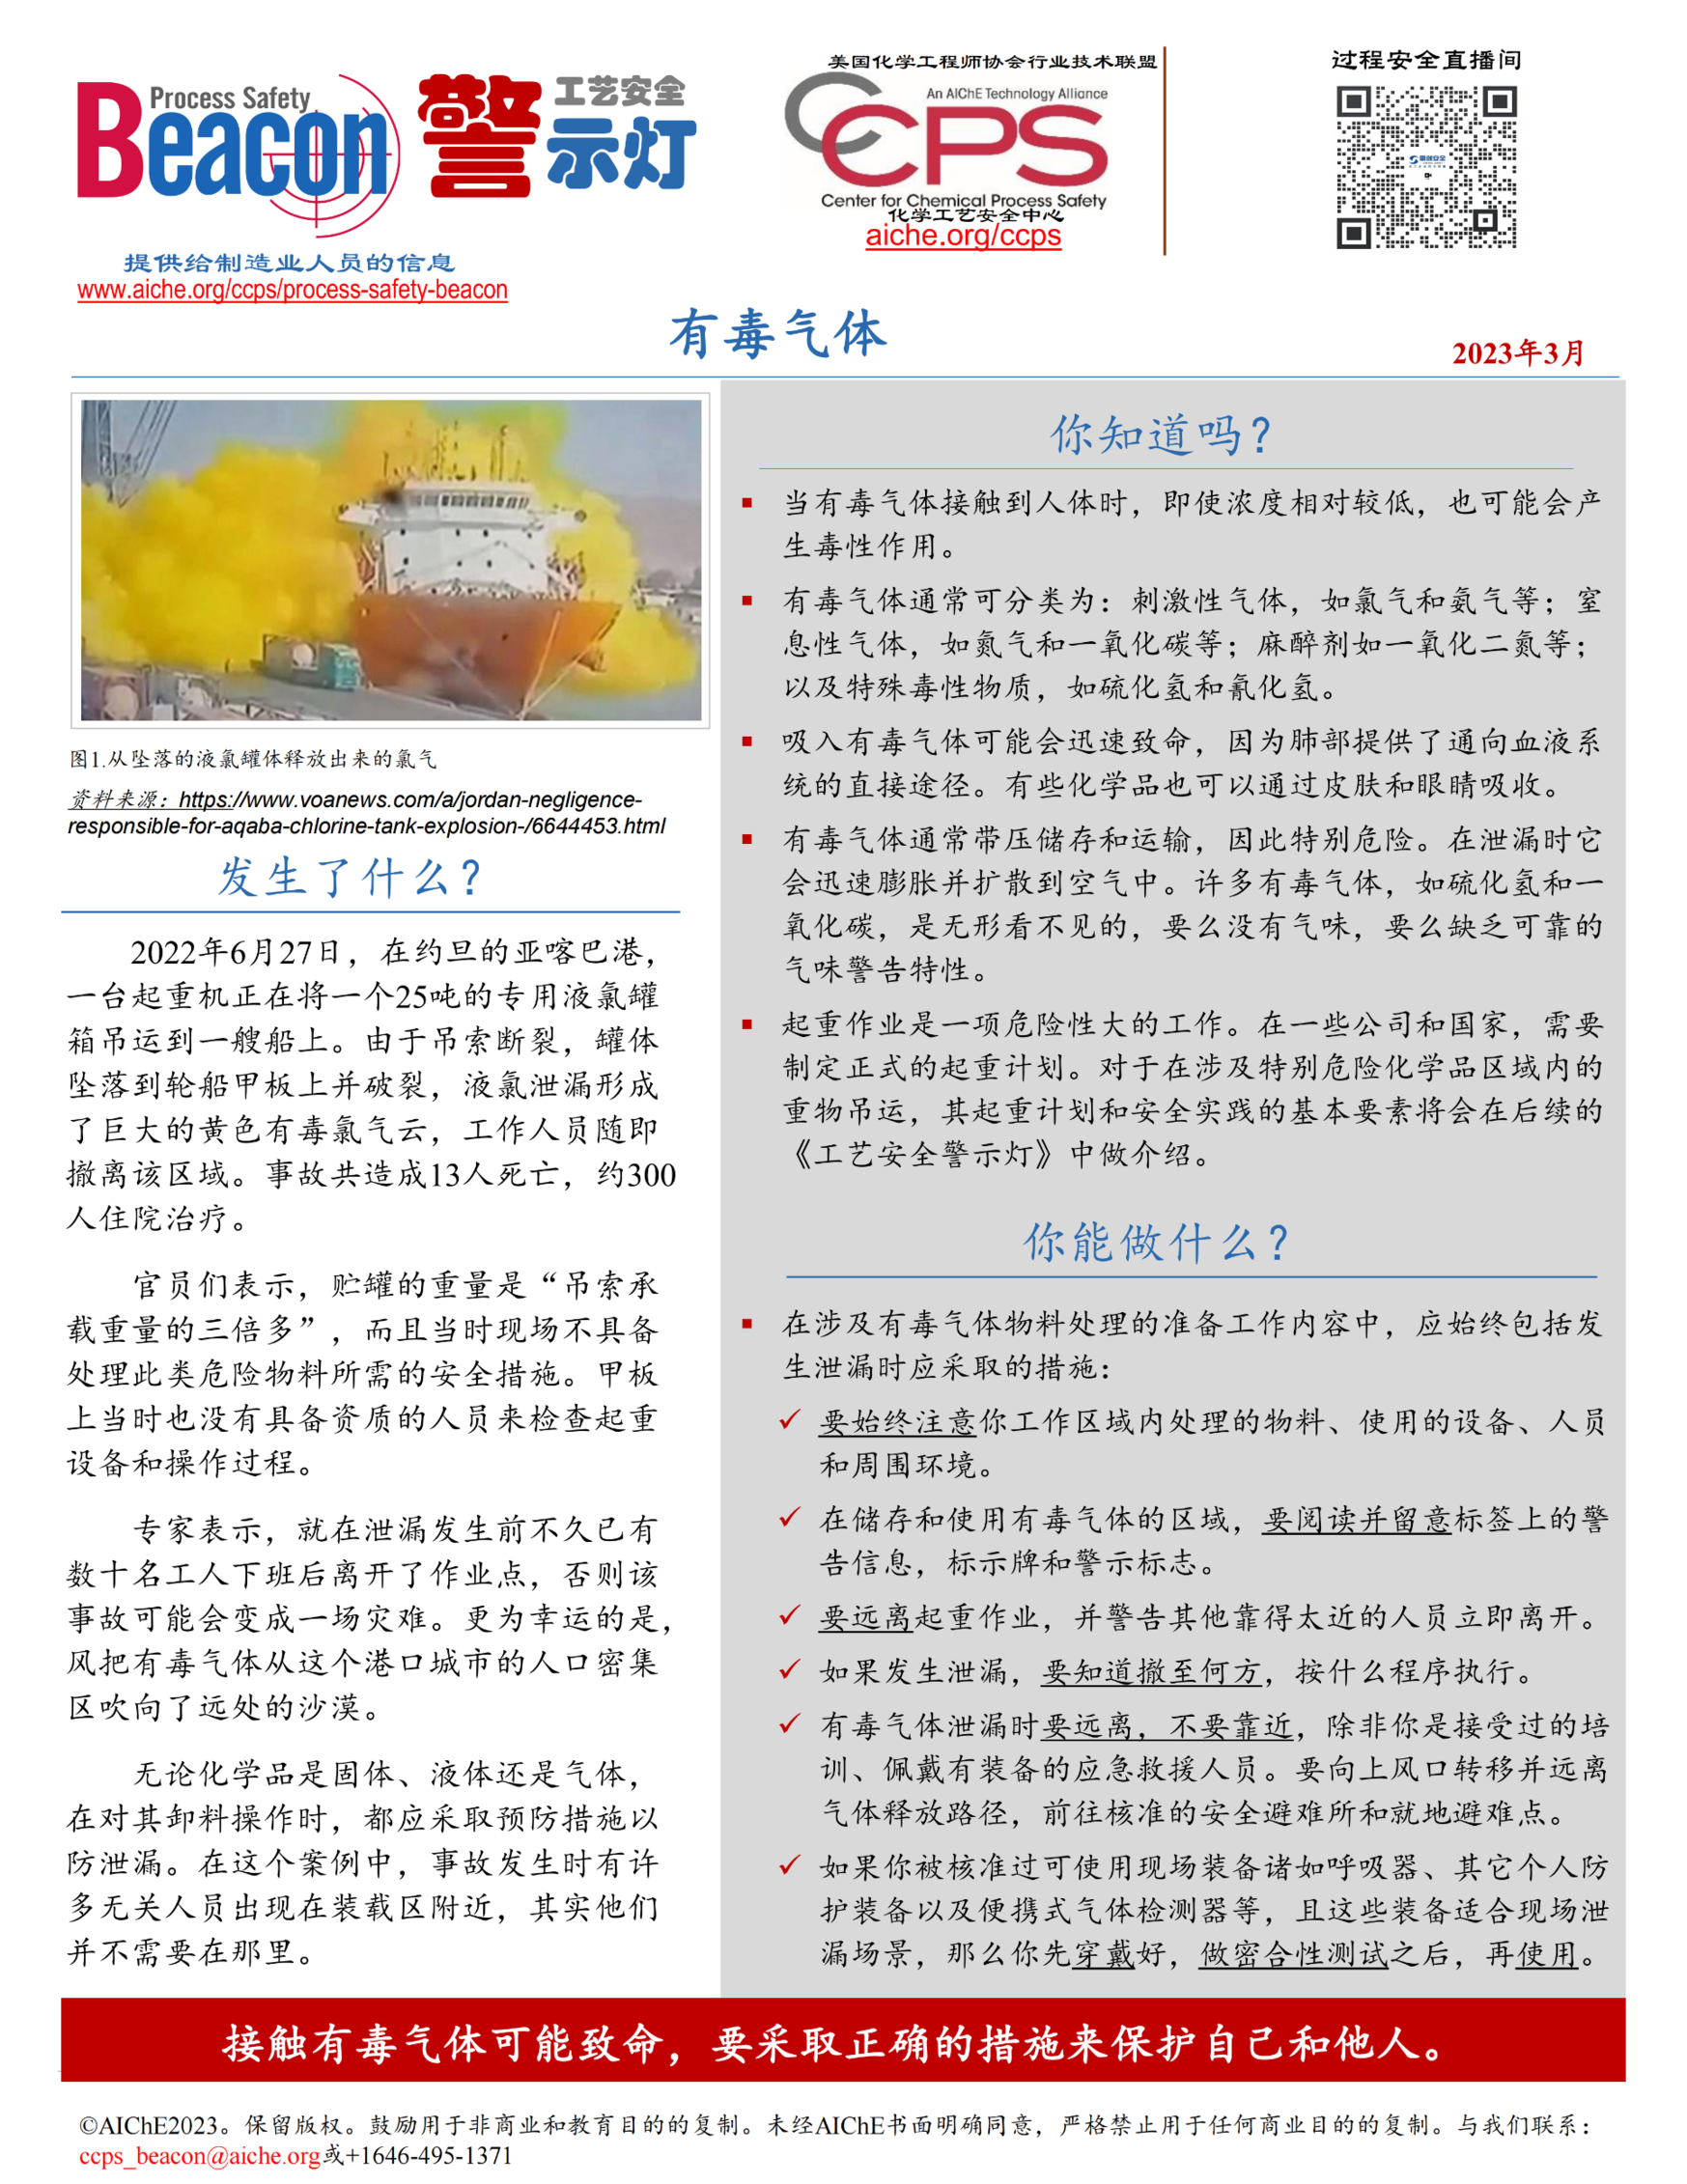 Process Safety
Beacon
警示灯
工艺安全
提供给制造业人员的信息
www.aiche.org/ccps/process-safety-beacon
美国化学工程师协会行业技术联盟
An AIChE Technology Alliance
CCPS
Center for Chemical Process Safety
化学工艺安全中心
aiche.org/ccps
过程安全直播间
有毒气体
2023年3月
图1.从坠落的液氯罐体释放出来的氯气
资料来源：https://www.voanews.com/a/jordan-negligence-
responsible-for-aqaba-chlorine-tank-explosion-/6644453.html
发生了什么？
2022年6月27日，在约旦的亚喀巴港，
一台起重机正在将一个25吨的专用液氯罐
箱吊运到一艘船上。由于吊索断裂，罐体
坠落到轮船甲板上并破裂，液氯泄漏形成
了巨大的黄色有毒氯气云，工作人员随即
撤离该区域。事故共造成13人死亡，约300
人住院治疗。
官员们表示，贮罐的重量是“吊索承
载重量的三倍多”，而且当时现场不具备
处理此类危险物料所需的安全措施。甲板
上当时也没有具备资质的人员来检查起重
设备和操作过程。
专家表示，就在泄漏发生前不久已有
数十名工人下班后离开了作业点，否则该
事故可能会变成一场灾难。更为幸运的是，
风把有毒气体从这个港口城市的人口密集
区吹向了远处的沙漠。
无论化学品是固体、液体还是气体，
在对其卸料操作时，都应采取预防措施以
防泄漏。在这个案例中，事故发生时有许
多无关人员出现在装载区附近，其实他们
并不需要在那里。
你知道吗？
▪ 当有毒气体接触到人体时，即使浓度相对较低，也可能会产
生毒性作用。
▪ 有毒气体通常可分类为：刺激性气体，如氯气和氨气等；窒
息性气体，如氮气和一氧化碳等；麻醉剂如一氧化二氮等；
以及特殊毒性物质，如硫化氢和氰化氢。
▪ 吸入有毒气体可能会迅速致命，因为肺部提供了通向血液系
统的直接途径。有些化学品也可以通过皮肤和眼睛吸收。
▪ 有毒气体通常带压储存和运输，因此特别危险。在泄漏时它
会迅速膨胀并扩散到空气中。许多有毒气体，如硫化氢和一
氧化碳，是无形看不见的，要么没有气味，要么缺乏可靠的
气味警告特性。
▪ 起重作业是一项危险性大的工作。在一些公司和国家，需要
制定正式的起重计划。对于在涉及特别危险化学品区域内的
重物吊运，其起重计划和安全实践的基本要素将会在后续的
《工艺安全警示灯》中做介绍。
你能做什么？
▪ 在涉及有毒气体物料处理的准备工作内容中，应始终包括发
生泄漏时应采取的措施：
✓ 要始终注意你工作区域内处理的物料、使用的设备、人员
和周围环境。
✓ 在储存和使用有毒气体的区域，要阅读并留意标签上的警
告信息，标示牌和警示标志。
✓ 要远离起重作业，并警告其他靠得太近的人员立即离开。
✓ 如果发生泄漏，要知道撤至何方，按什么程序执行。
✓ 有毒气体泄漏时要远离，不要靠近，除非你是接受过的培
训、佩戴有装备的应急救援人员。要向上风口转移并远离
气体释放路径，前往核准的安全避难所和就地避难点。
✓ 如果你被核准过可使用现场装备诸如呼吸器、其它个人防
护装备以及便携式气体检测器等，且这些装备适合现场泄
漏场景，那么你先穿戴好，做密合性测试之后，再使用。
接触有毒气体可能致命，要采取正确的措施来保护自己和他人。
©AIChE2023。保留版权。鼓励用于非商业和教育目的的复制。未经AIChE书面明确同意，严格禁止用于任何商业目的的复制。与我们联系：
ccps_beacon@aiche.org或+1646-495-1371